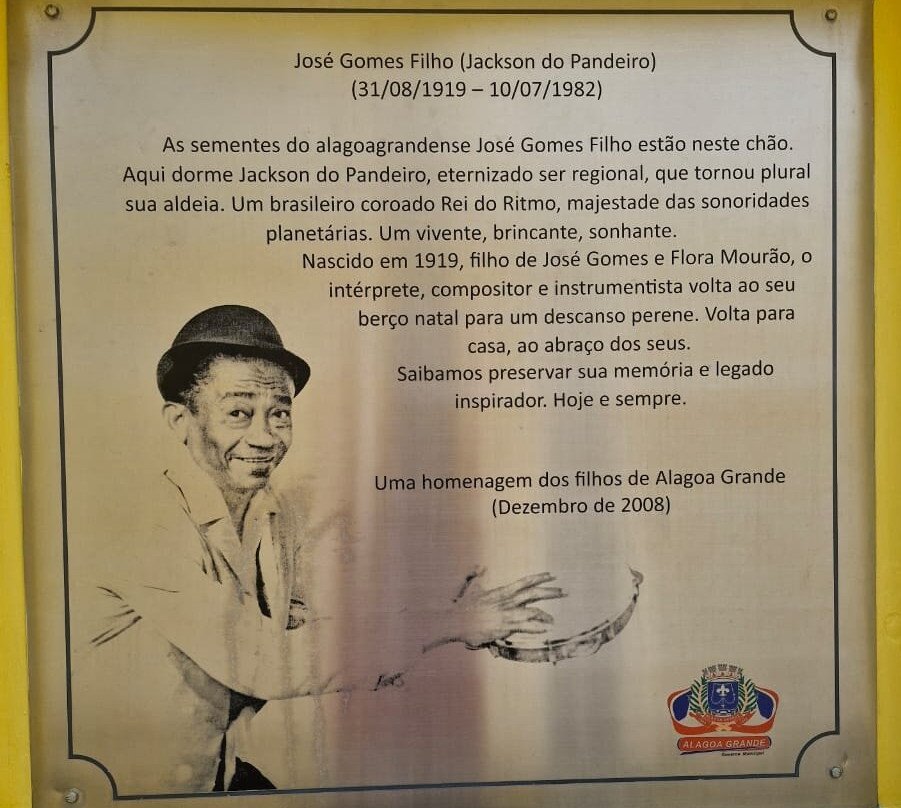 José Gomes Filho (Jackson do Pandeiro)
(31/08/1919 – 10/07/1982)
As sementes do alagoagrandense José Gomes Filho estão neste chão.
Aqui dorme Jackson do Pandeiro, eternizado ser regional, que tornou plural
sua aldeia. Um brasileiro coroado Rei do Ritmo, majestade das sonoridades
planetárias. Um vivente, brincante, sonhante.
Nascido em 1919, filho de José Gomes e Flora Mourão, o
intérprete, compositor e instrumentista volta ao seu
berço natal para um descanso perene. Volta para
casa, ao abraço dos seus.
Saibamos preservar sua memória e legado
inspirador. Hoje e sempre.
Uma homenagem dos filhos de Alagoa Grande
(Dezembro de 2008)
ALAGOA GRANDE
Governo Municipal